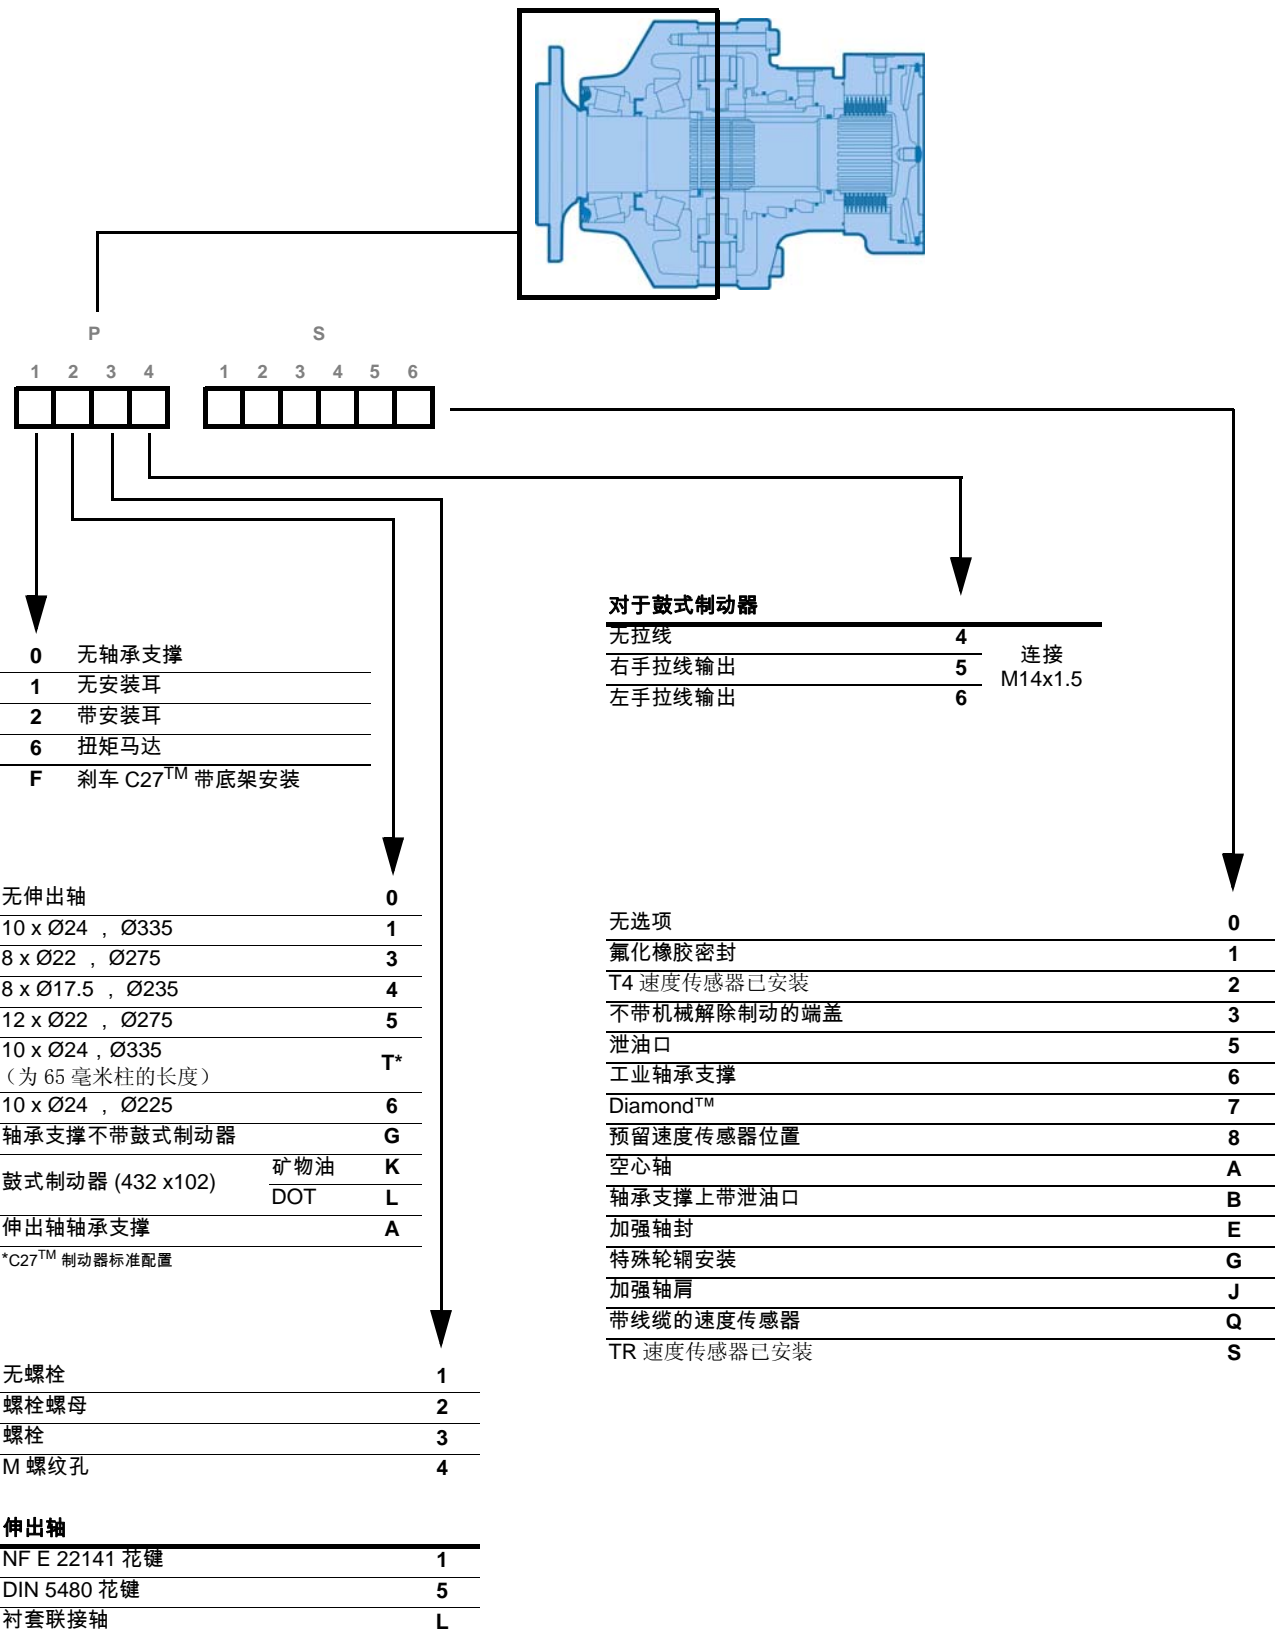 P S
1 2 3 4 1 2 3 4 5 6
0 无轴承支撑
1 无安装耳
2 带安装耳
6 扭矩马达
F 刹车 C27TM 带底架安装
对于鼓式制动器
无拉线 4
右手拉线输出 5
左手拉线输出 6
连接
M14x1.5
无伸出轴 0
10 x Ø24 , Ø335 1
8 x Ø22 , Ø275 3
8 x Ø17.5 , Ø235 4
12 x Ø22 , Ø275 5
10 x Ø24 , Ø335
（为 65 毫米柱的长度） T*
10 x Ø24 , Ø225 6
轴承支撑不带鼓式制动器 G
鼓式制动器 (432 x102)
矿物油 K
DOT L
伸出轴轴承支撑 A
*C27TM 制动器标准配置
无选项 0
氟化橡胶密封 1
T4 速度传感器已安装 2
不带机械解除制动的端盖 3
泄油口 5
工业轴承支撑 6
Diamond™ 7
预留速度传感器位置 8
空心轴 A
轴承支撑上带泄油口 B
加强轴封 E
特殊轮辋安装 G
加强轴肩 J
带线缆的速度传感器 Q
TR 速度传感器已安装 S
无螺栓 1
螺栓螺母 2
螺栓 3
M 螺纹孔 4
伸出轴
NF E 22141 花键 1
DIN 5480 花键 5
衬套联接轴 L